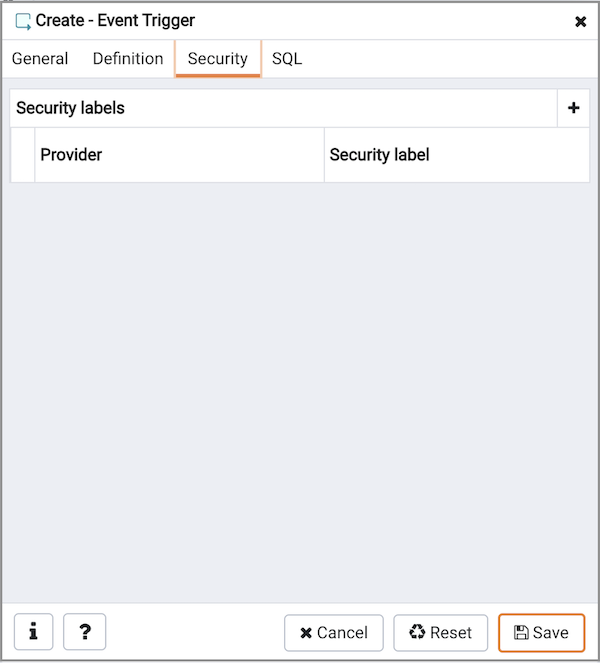 Create - Event Trigger
General Definition Security SQL
Security labels
Provider Security label
Cancel Reset Save